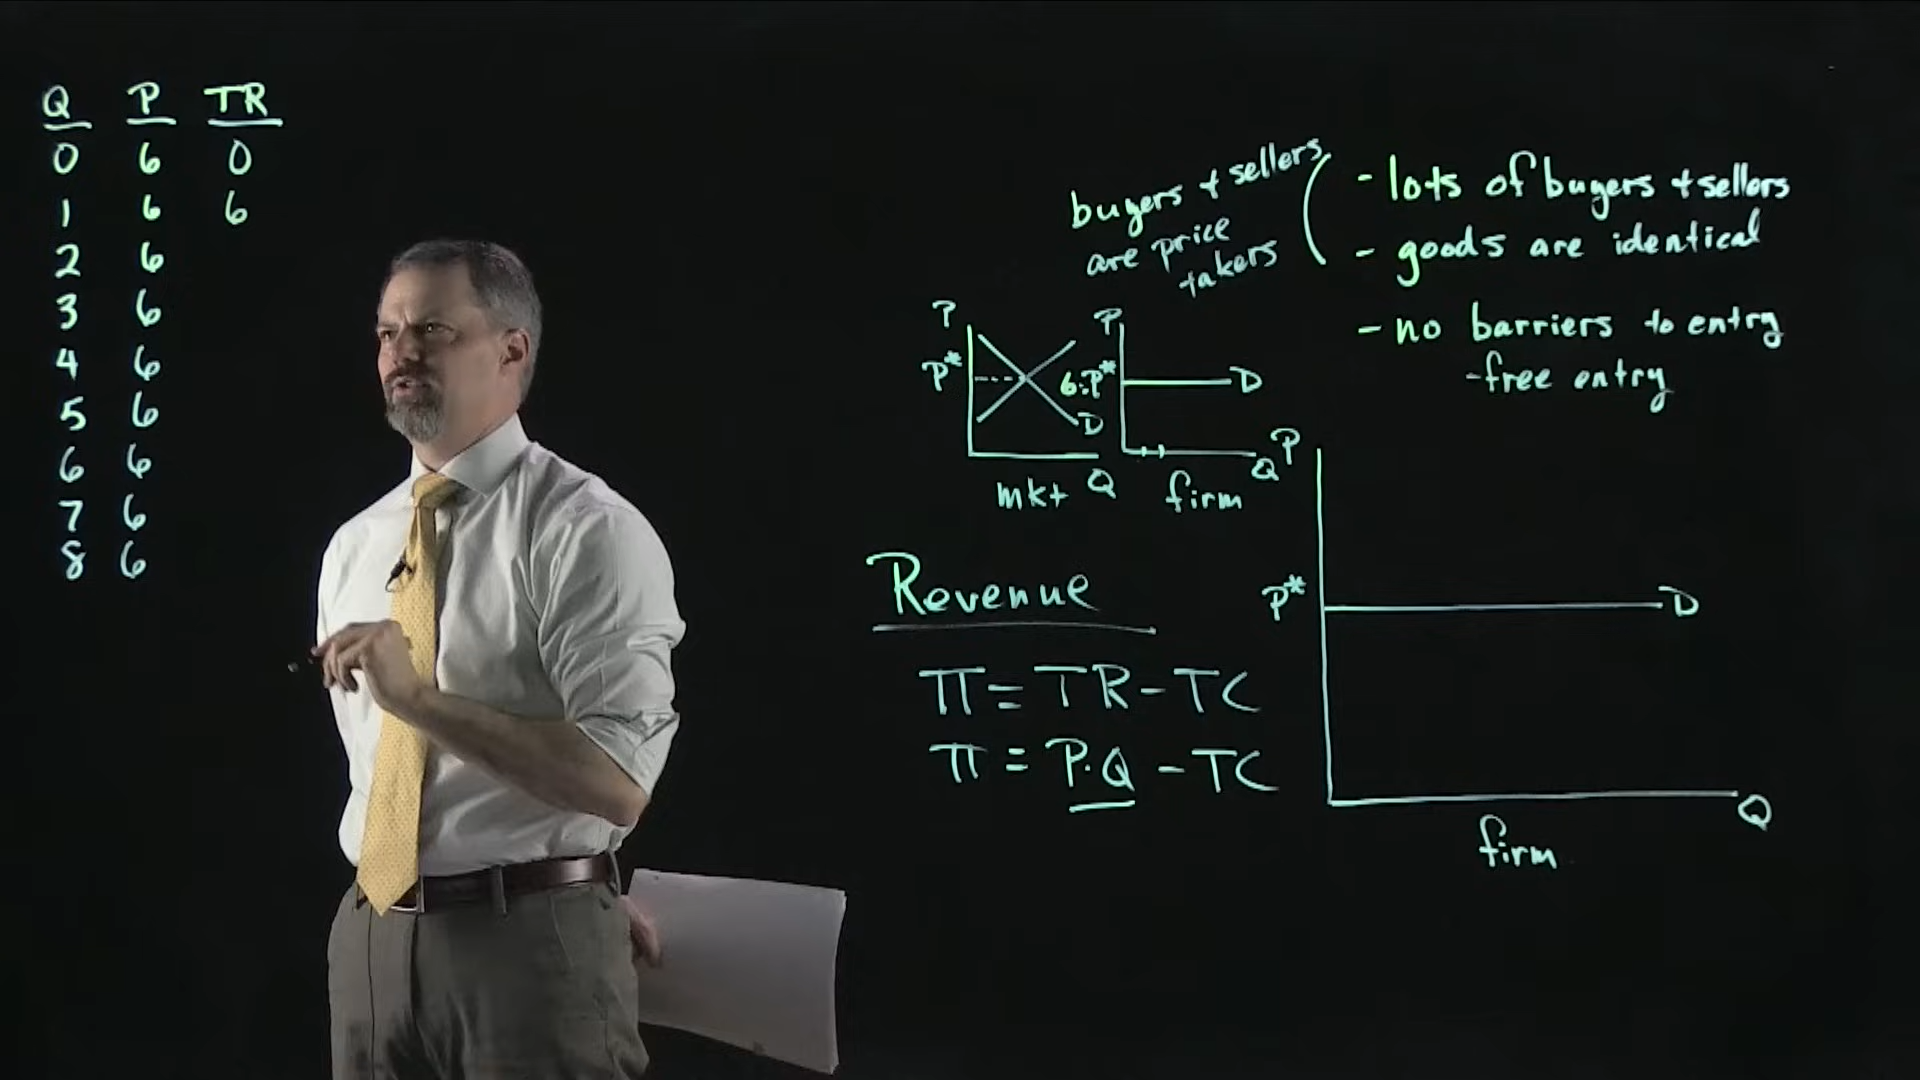 Q P TR
0 6 0
1 6 6
2 6
3 6
4 6
5 6
6 6
7 6
8 6
buyers + sellers
are price
takers
- lots of buyers + sellers
- goods are identical
- no barriers to entry
- free entry
P
P*
D
Q
mkt
P
6=P*
D
Q
firm
Revenue
π = TR - TC
π = P·Q - TC
P
P*
D
Q
firm